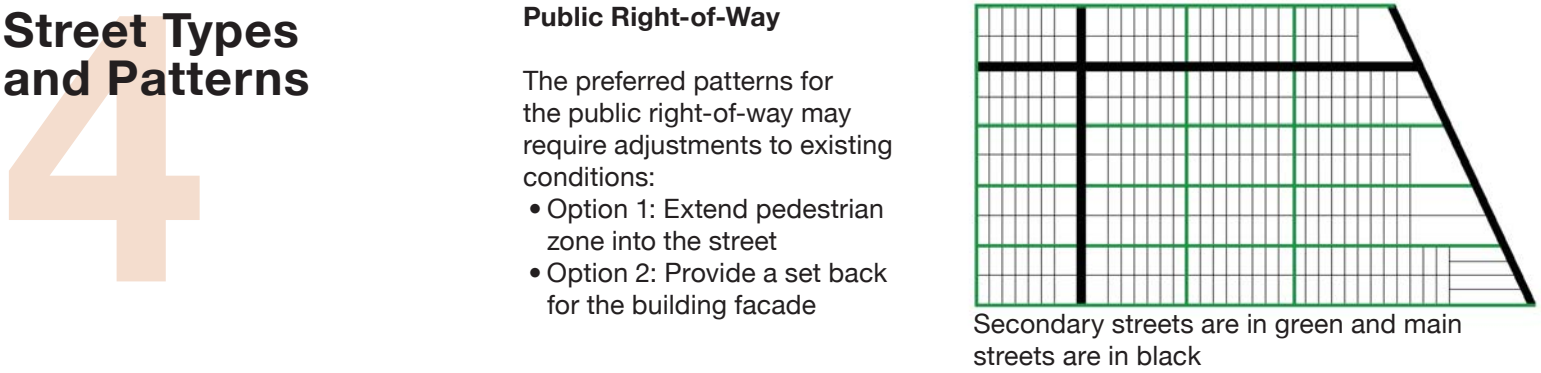 4
Street Types
and Patterns
Public Right-of-Way
The preferred patterns for
the public right-of-way may
require adjustments to existing
conditions:
• Option 1: Extend pedestrian
zone into the street
• Option 2: Provide a set back
for the building facade
Secondary streets are in green and main
streets are in black